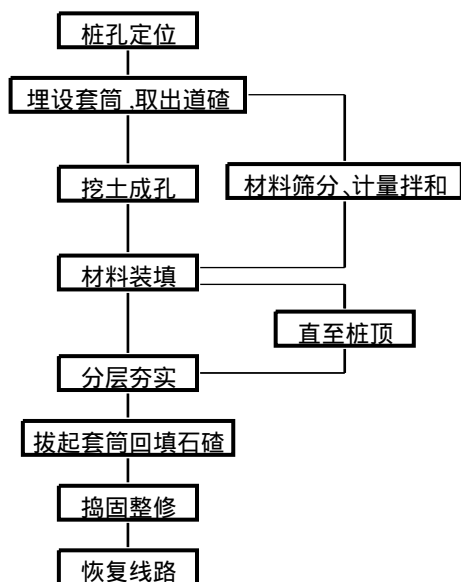 桩孔定位
埋设套筒,取出道碴
挖土成孔
材料筛分、计量拌和
材料装填
直至桩顶
分层夯实
拔起套筒回填石碴
捣固整修
恢复线路